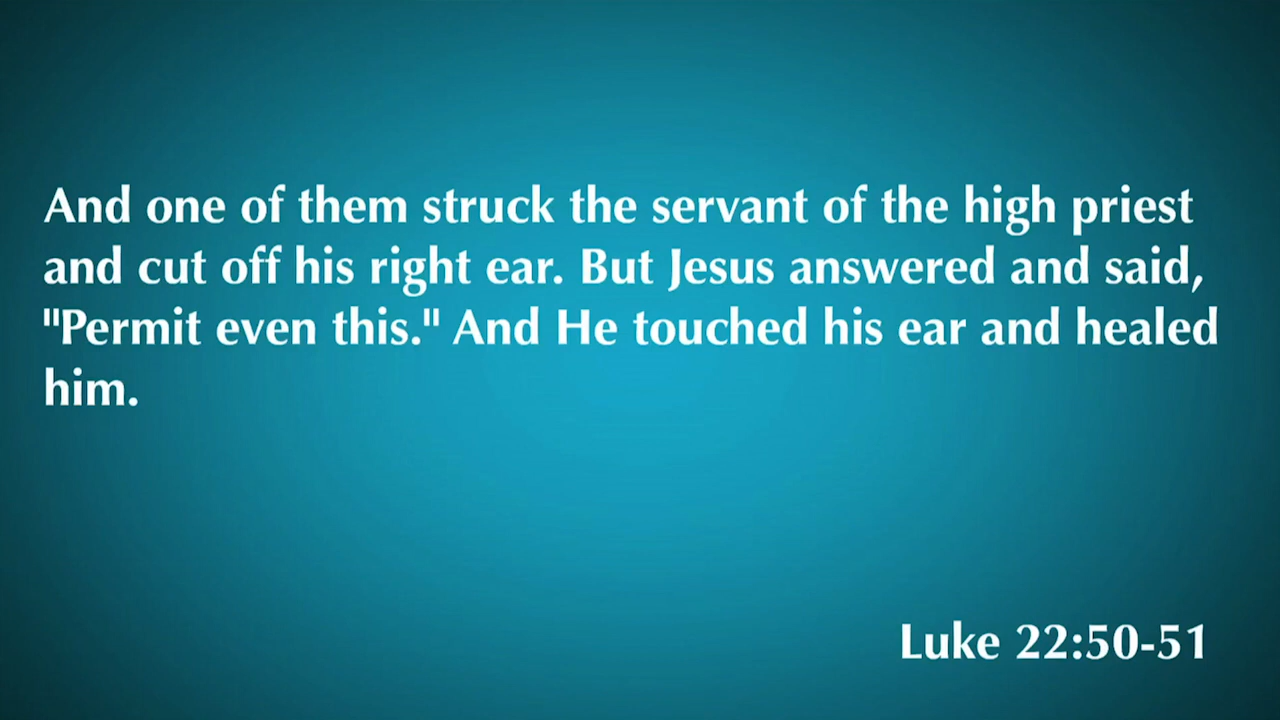 And one of them struck the servant of the high priest
and cut off his right ear. But Jesus answered and said,
"Permit even this." And He touched his ear and healed
him.
Luke 22:50-51